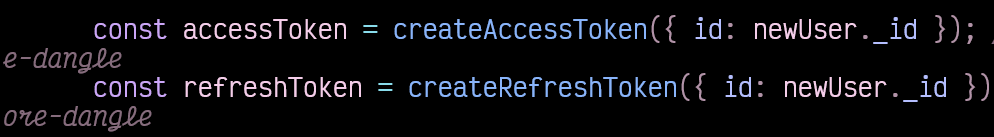 const accessToken = createAccessToken({ id: newUser._id }); /
e-dangle
const refreshToken = createRefreshToken({ id: newUser._id })
ore-dangle